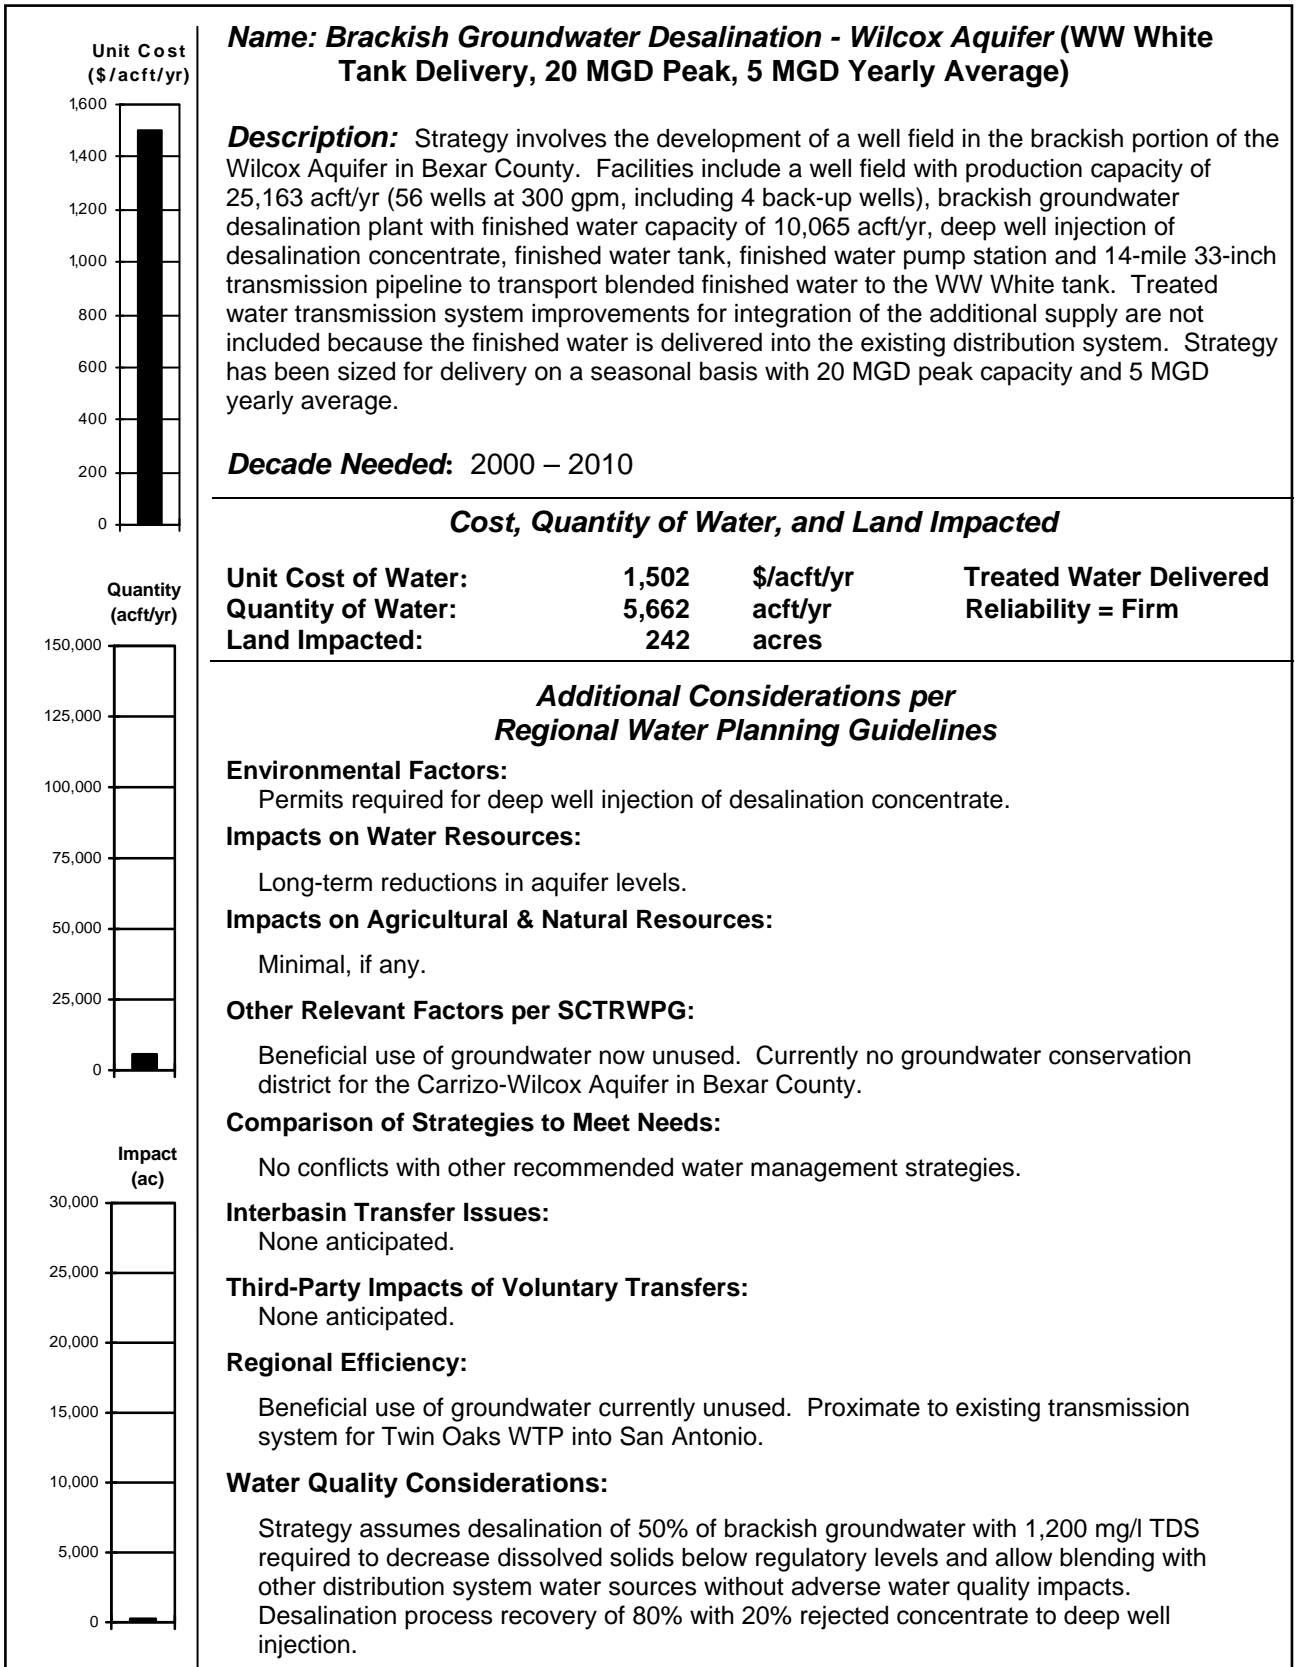 Unit Cost
($/acft/yr)
1,600
1,400
1,200
1,000
800
600
400
200
0
Quantity
(acft/yr)
150,000
125,000
100,000
75,000
50,000
25,000
0
Impact
(ac)
30,000
25,000
20,000
15,000
10,000
5,000
0
Name: Brackish Groundwater Desalination - Wilcox Aquifer (WW White
Tank Delivery, 20 MGD Peak, 5 MGD Yearly Average)
Description: Strategy involves the development of a well field in the brackish portion of the
Wilcox Aquifer in Bexar County. Facilities include a well field with production capacity of
25,163 acft/yr (56 wells at 300 gpm, including 4 back-up wells), brackish groundwater
desalination plant with finished water capacity of 10,065 acft/yr, deep well injection of
desalination concentrate, finished water tank, finished water pump station and 14-mile 33-inch
transmission pipeline to transport blended finished water to the WW White tank. Treated
water transmission system improvements for integration of the additional supply are not
included because the finished water is delivered into the existing distribution system. Strategy
has been sized for delivery on a seasonal basis with 20 MGD peak capacity and 5 MGD
yearly average.
Decade Needed: 2000 – 2010
Cost, Quantity of Water, and Land Impacted
Unit Cost of Water: 1,502 $/acft/yr Treated Water Delivered
Quantity of Water: 5,662 acft/yr Reliability = Firm
Land Impacted: 242 acres
Additional Considerations per
Regional Water Planning Guidelines
Environmental Factors:
Permits required for deep well injection of desalination concentrate.
Impacts on Water Resources:
Long-term reductions in aquifer levels.
Impacts on Agricultural & Natural Resources:
Minimal, if any.
Other Relevant Factors per SCTRWPG:
Beneficial use of groundwater now unused. Currently no groundwater conservation
district for the Carrizo-Wilcox Aquifer in Bexar County.
Comparison of Strategies to Meet Needs:
No conflicts with other recommended water management strategies.
Interbasin Transfer Issues:
None anticipated.
Third-Party Impacts of Voluntary Transfers:
None anticipated.
Regional Efficiency:
Beneficial use of groundwater currently unused. Proximate to existing transmission
system for Twin Oaks WTP into San Antonio.
Water Quality Considerations:
Strategy assumes desalination of 50% of brackish groundwater with 1,200 mg/l TDS
required to decrease dissolved solids below regulatory levels and allow blending with
other distribution system water sources without adverse water quality impacts.
Desalination process recovery of 80% with 20% rejected concentrate to deep well
injection.